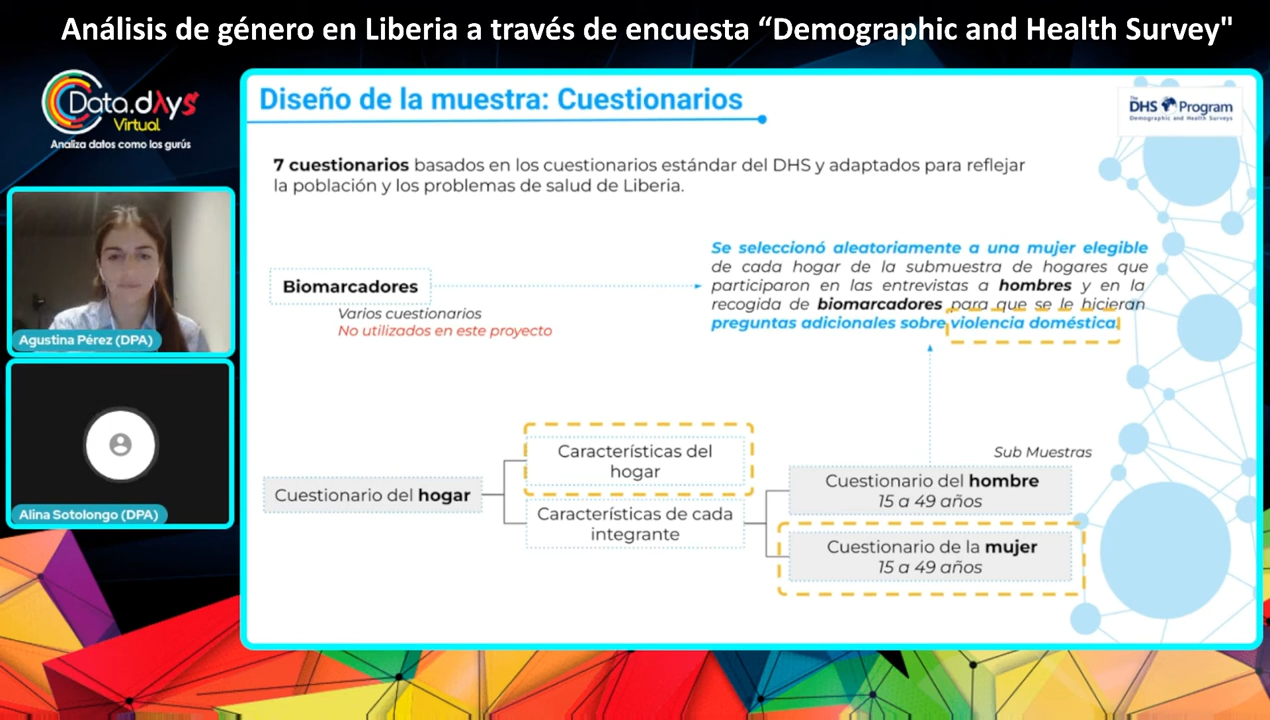 Análisis de género en Liberia a través de encuesta “Demographic and Health Survey"
Data.dAys
Virtual
Analiza datos como los gurús
Agustina Pérez (DPA)
Alina Sotolongo (DPA)
Diseño de la muestra: Cuestionarios
The
DHS Program
Demographic and Health Surveys
7 cuestionarios basados en los cuestionarios estándar del DHS y adaptados para reflejar
la población y los problemas de salud de Liberia.
Biomarcadores
Varios cuestionarios
No utilizados en este proyecto
Se seleccionó aleatoriamente a una mujer elegible
de cada hogar de la submuestra de hogares que
participaron en las entrevistas a hombres y en la
recogida de biomarcadores para que se le hicieran
preguntas adicionales sobre violencia doméstica.
Cuestionario del hogar
Características del
hogar
Características de cada
integrante
Sub Muestras
Cuestionario del hombre
15 a 49 años
Cuestionario de la mujer
15 a 49 años